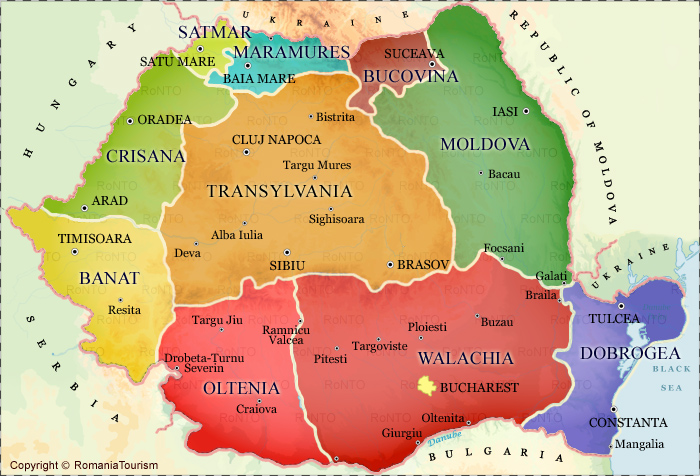 UKRAINE
HUNGARY
REPUBLIC OF MOLDOVA
SATMAR
SATU MARE
MARAMURES
BAIA MARE
SUCEAVA
BUCOVINA
ORADEA
CRISANA
ARAD
Bistrita
CLUJ NAPOCA
Targu Mures
TRANSYLVANIA
Sighisoara
Alba Iulia
Deva
SIBIU
BRASOV
IASI
MOLDOVA
Bacau
Focsani
Galati
Braila
UKRAINE
TIMISOARA
BANAT
Resita
SERBIA
Targu Jiu
Ramnicu
Valcea
Drobeta-Turnu
Severin
OLTENIA
Craiova
Pitesti
Targoviste
Ploiesti
Buzau
WALACHIA
BUCHAREST
Oltenita
Giurgiu
Danube
BULGARIA
TULCEA
DOBROGEA
BLACK
SEA
CONSTANTA
Mangalia
RoNTO
Copyright © RomaniaTourism